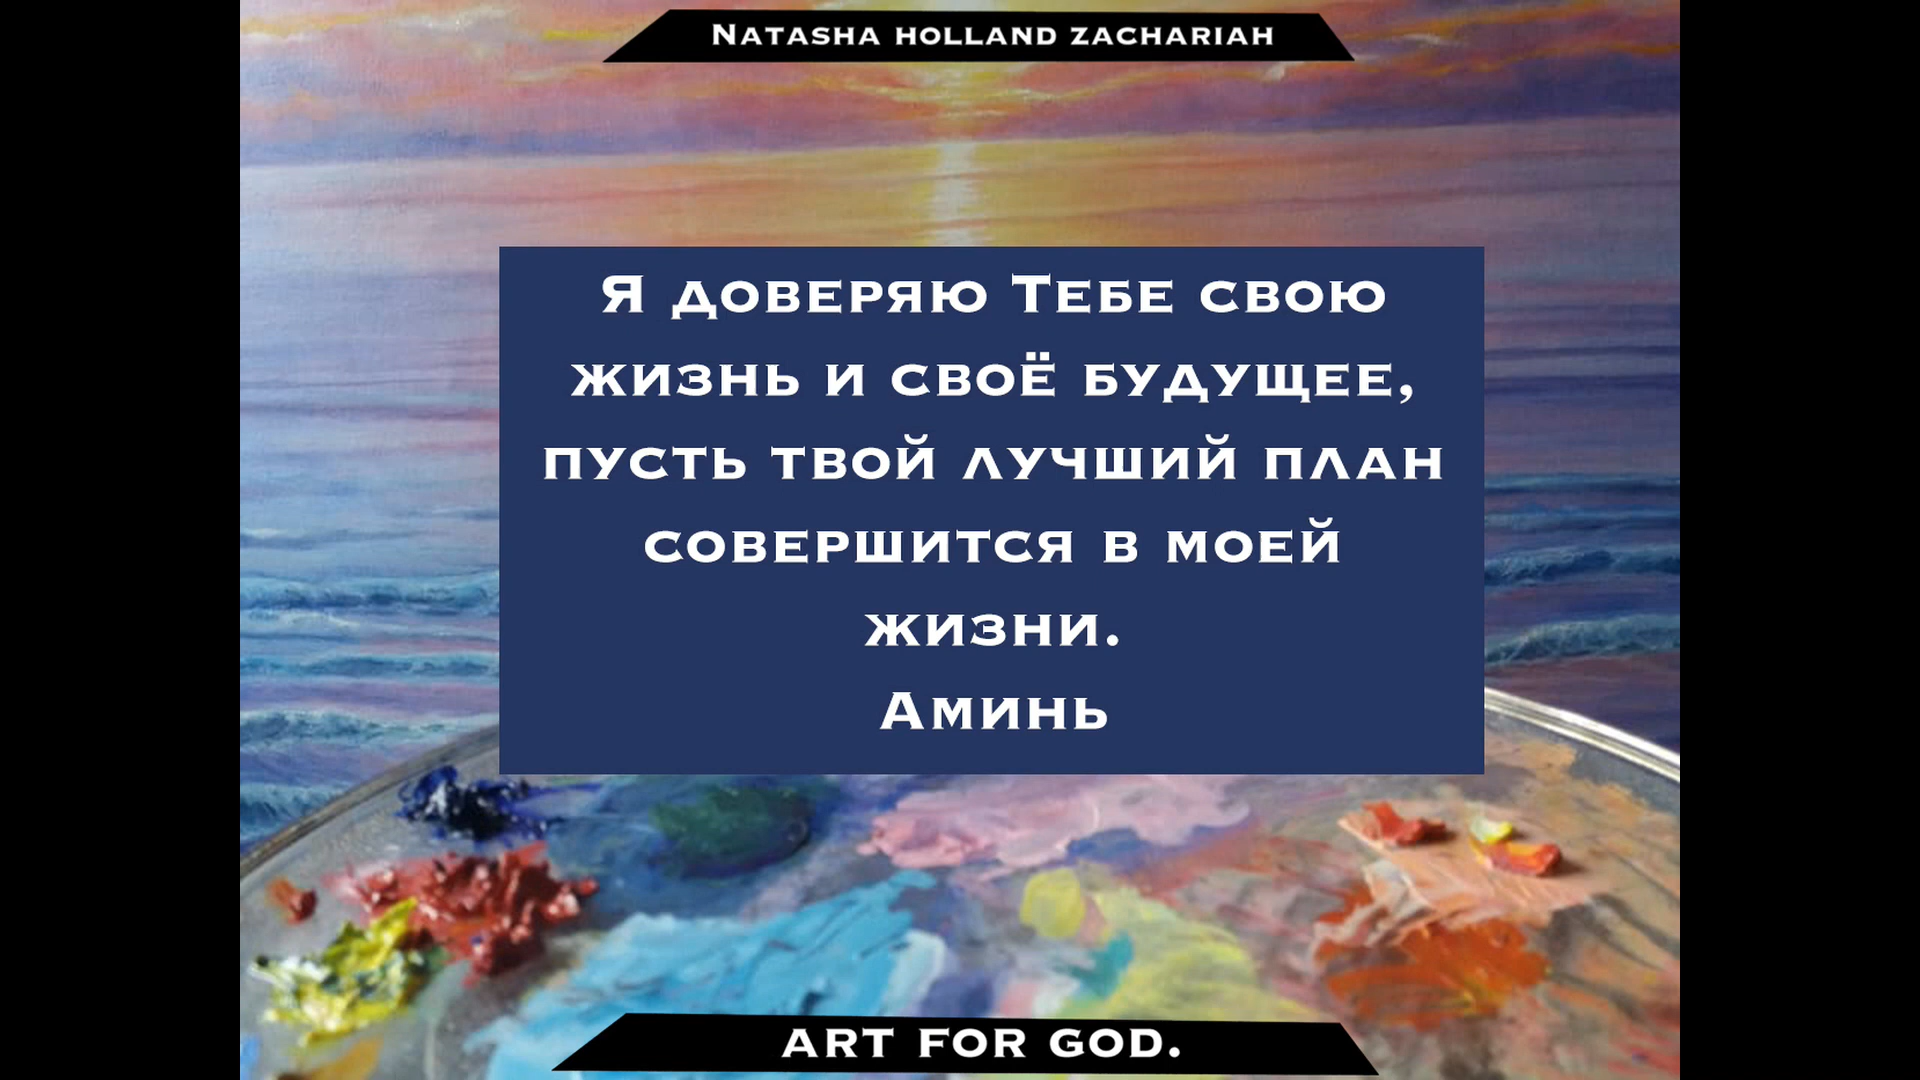 Natasha holland zachariah
Я доверяю Тебе свою
жизнь и своё будущее,
пусть твой лучший план
совершится в моей
жизни.
Аминь
ART FOR GOD.